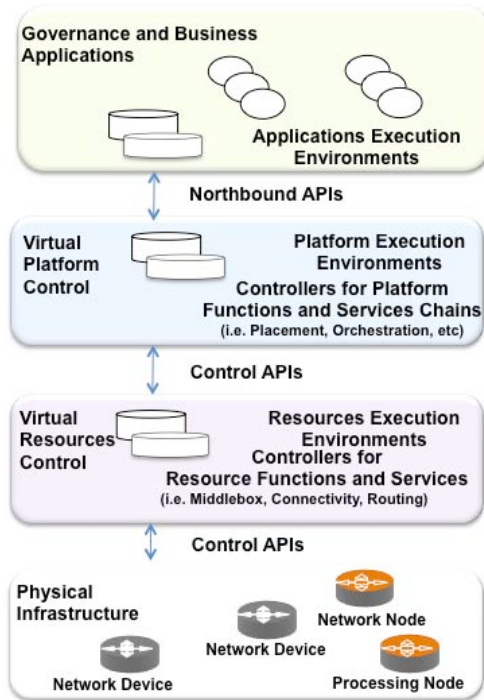 Governance and Business
Applications
Applications Execution
Environments
Northbound APIs
Virtual
Platform
Control
Platform Execution
Environments
Controllers for Platform
Functions and Services Chains
(i.e. Placement, Orchestration, etc)
Control APIs
Virtual
Resources
Control
Resources Execution
Environments
Controllers for
Resource Functions and Services
(i.e. Middlebox, Connectivity, Routing)
Control APIs
Physical
Infrastructure
Network Node
Network Device
Network Device
Processing Node